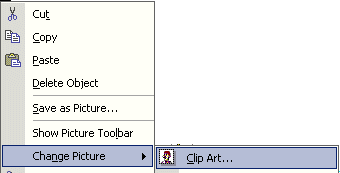 Cut
Copy
Paste
Delete Object
Save as Picture...
Show Picture Toolbar
Change Picture
Clip Art...